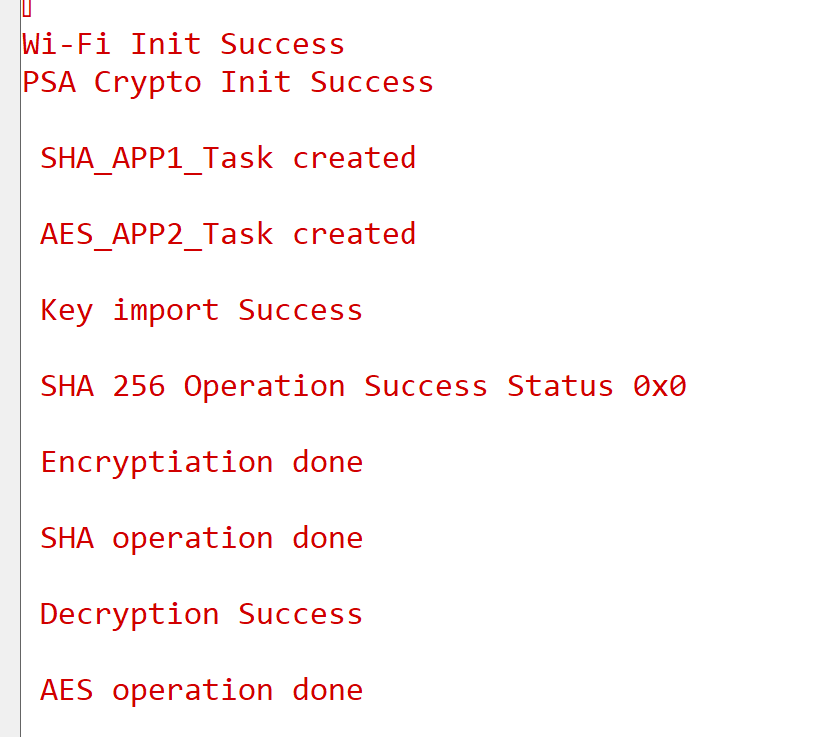 Wi-Fi Init Success
PSA Crypto Init Success
SHA_APP1_Task created
AES_APP2_Task created
Key import Success
SHA 256 Operation Success Status 0x0
Encryptiation done
SHA operation done
Decryption Success
AES operation done